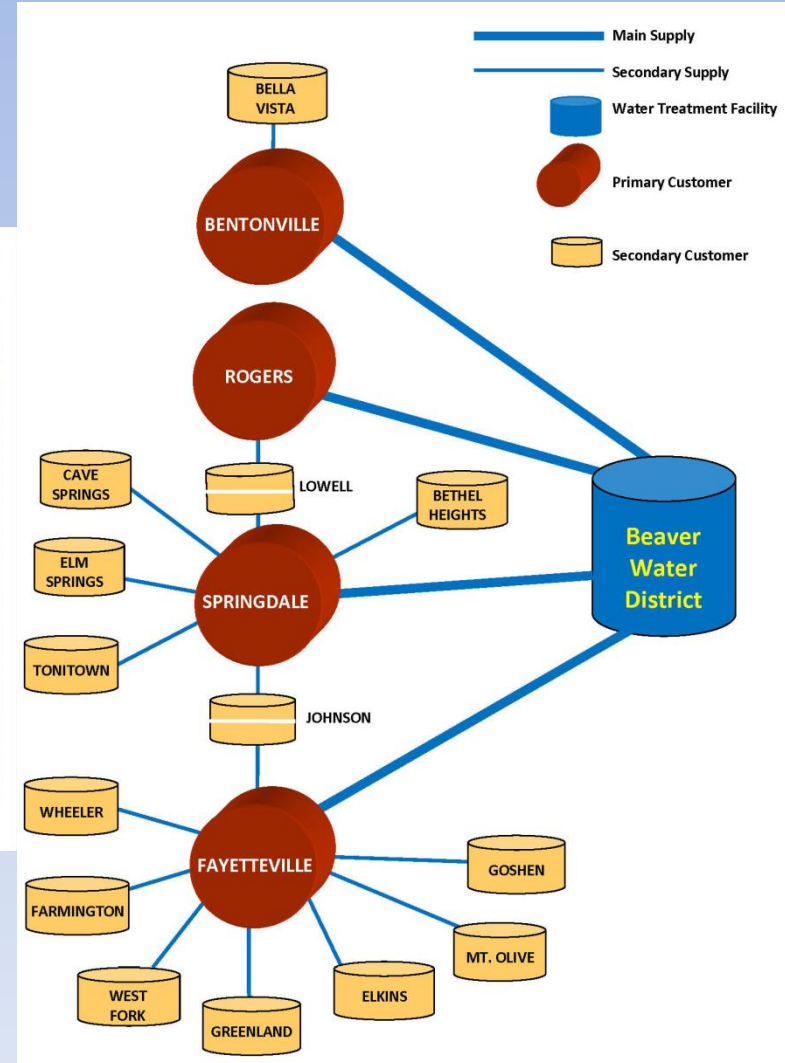 Main Supply
Secondary Supply
Water Treatment Facility
Primary Customer
Secondary Customer
BELLA
VISTA
BENTONVILLE
ROGERS
LOWELL
CAVE
SPRINGS
BETHEL
HEIGHTS
ELM
SPRINGS
SPRINGDALE
TONITOWN
Beaver
Water
District
JOHNSON
WHEELER
FAYETTEVILLE
GOSHEN
FARMINGTON
MT. OLIVE
WEST
FORK
ELKINS
GREENLAND